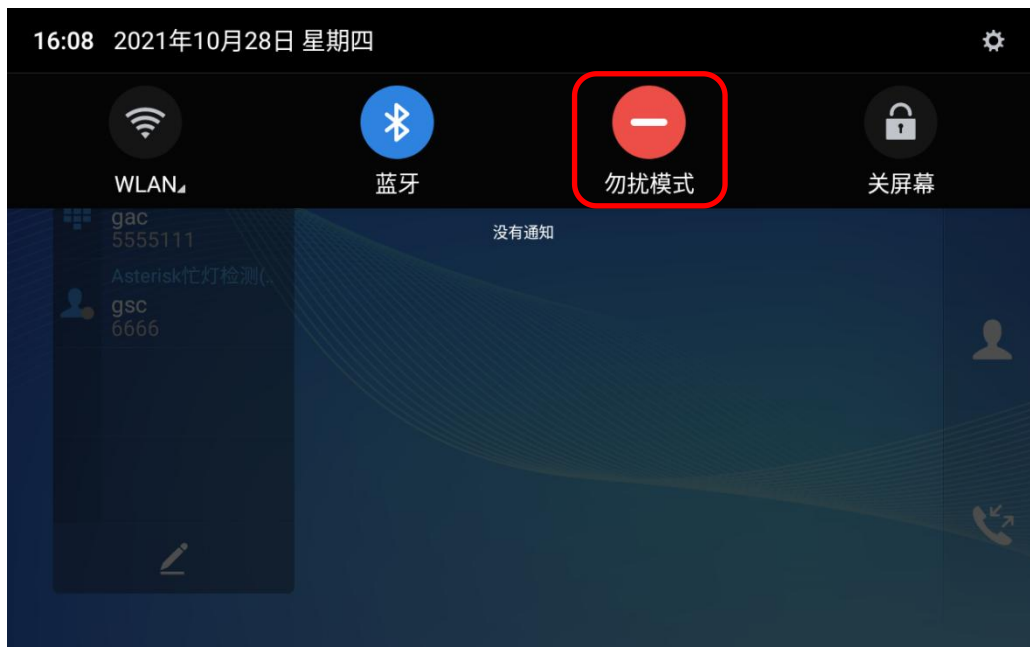 16:08 2021年10月28日 星期四
WLAN 蓝牙 勿扰模式 关屏幕
没有通知
gac
5555111
Asterisk忙灯检测(..
gsc
6666